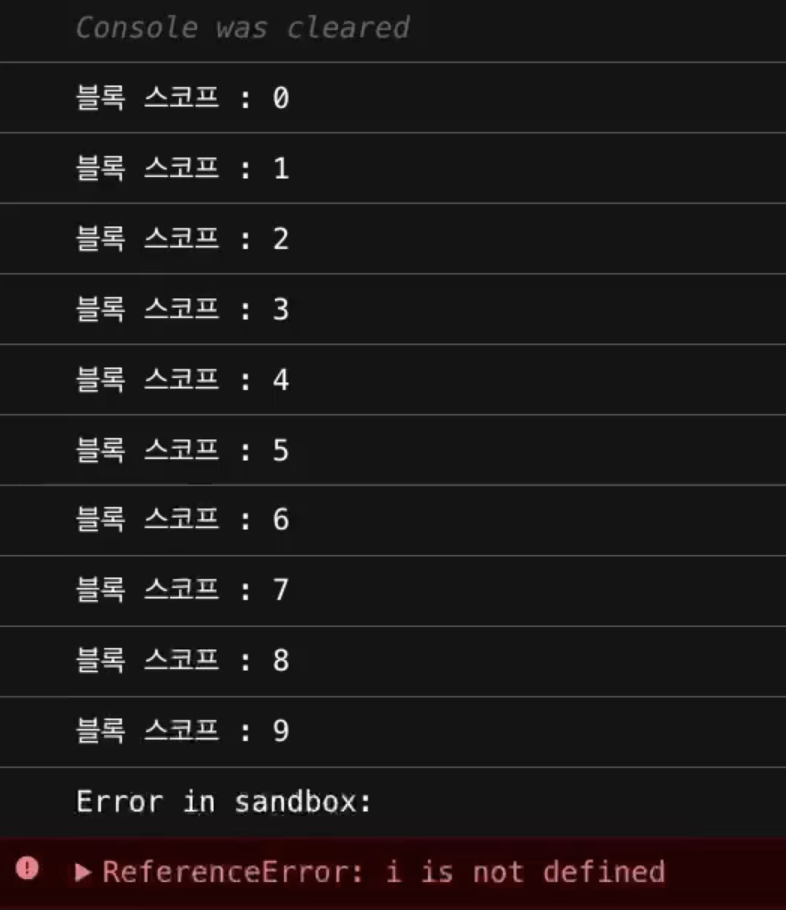 Console was cleared
블록 스코프 : 0
블록 스코프 : 1
블록 스코프 : 2
블록 스코프 : 3
블록 스코프 : 4
블록 스코프 : 5
블록 스코프 : 6
블록 스코프 : 7
블록 스코프 : 8
블록 스코프 : 9
Error in sandbox:
ReferenceError: i is not defined